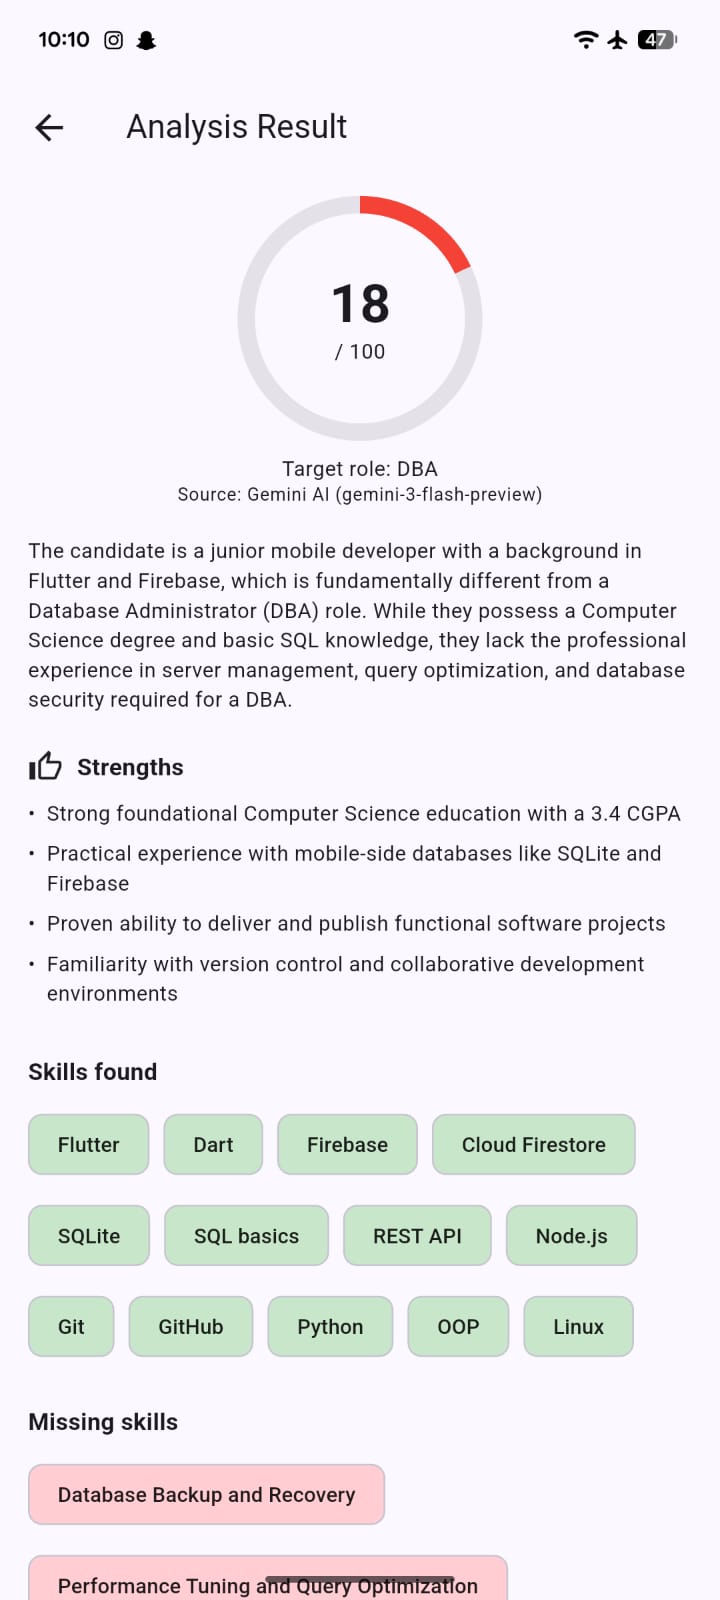 10:10
47
Analysis Result
18
/ 100
Target role: DBA
Source: Gemini AI (gemini-3-flash-preview)
The candidate is a junior mobile developer with a background in
Flutter and Firebase, which is fundamentally different from a
Database Administrator (DBA) role. While they possess a Computer
Science degree and basic SQL knowledge, they lack the professional
experience in server management, query optimization, and database
security required for a DBA.
Strengths
• Strong foundational Computer Science education with a 3.4 CGPA
• Practical experience with mobile-side databases like SQLite and
Firebase
• Proven ability to deliver and publish functional software projects
• Familiarity with version control and collaborative development
environments
Skills found
Flutter Dart Firebase Cloud Firestore
SQLite SQL basics REST API Node.js
Git GitHub Python OOP Linux
Missing skills
Database Backup and Recovery
Performance Tuning and Query Optimization